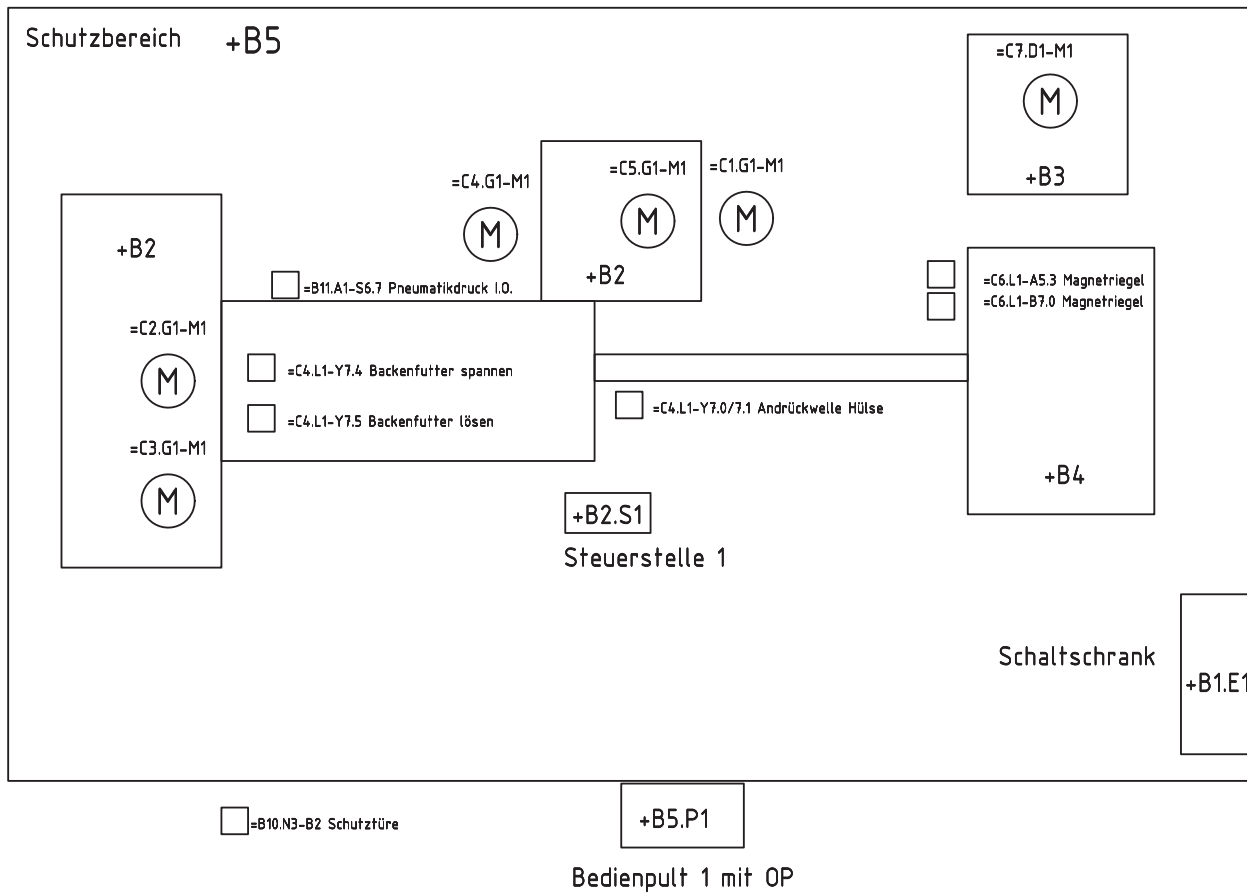 Schutzbereich +B5
=C7.D1-M1
M
+B3
=C4.G1-M1
M
=C5.G1-M1
M
+B2
=C1.G1-M1
M
+B2
=C2.G1-M1
M
=C3.G1-M1
M
=B11.A1-S6.7 Pneumatikdruck I.O.
=C4.L1-Y7.4 Backenfutter spannen
=C4.L1-Y7.5 Backenfutter lösen
=C4.L1-Y7.0/7.1 Andrückwelle Hülse
=C6.L1-A5.3 Magnetriegel
=C6.L1-B7.0 Magnetriegel
+B4
+B2.S1
Steuerstelle 1
Schaltschrank
+B1.E1
=B10.N3-B2 Schutztüre
+B5.P1
Bedienpult 1 mit OP